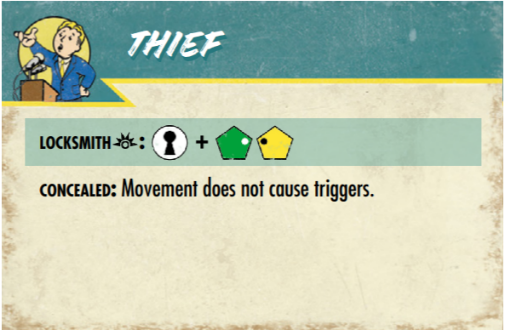 THIEF
LOCKSMITH: +
CONCEALED: Movement does not cause triggers.